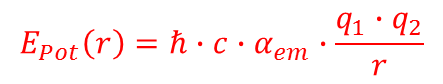 E_Pot(r) = ħ · c · α_em · (q_1 · q_2)/r